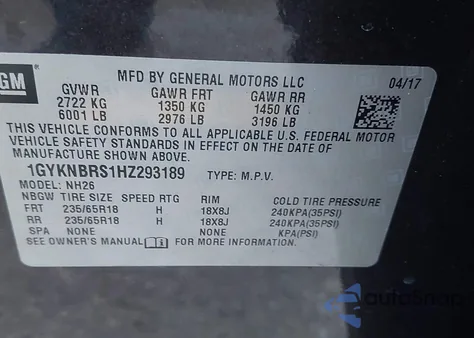 GM
MFD BY GENERAL MOTORS LLC 04/17
GVWR GAWR FRT GAWR RR
2722 KG 1350 KG 1450 KG
6001 LB 2976 LB 3196 LB
THIS VEHICLE CONFORMS TO ALL APPLICABLE U.S. FEDERAL MOTOR
VEHICLE SAFETY STANDARDS IN EFFECT ON THE DATE OF
MANUFACTURE SHOWN ABOVE.
1GYKNBRS1HZ293189 TYPE: M.P.V.
MODEL: NH26
NBGW TIRE SIZE SPEED RTG RIM COLD TIRE PRESSURE
FRT 235/65R18 H 18X8J 240KPA(35PSI)
RR 235/65R18 H 18X8J 240KPA(35PSI)
SPA NONE NONE NONE KPA(PSI)
SEE OWNER'S MANUAL FOR MORE INFORMATION.
AutoSnap